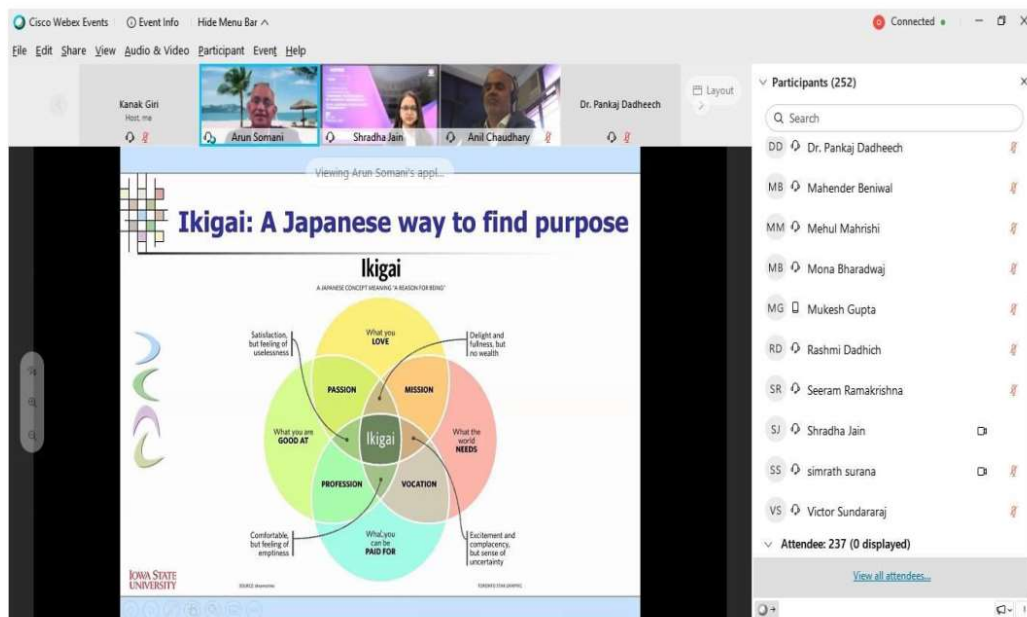 Cisco Webex Events
Event Info
Hide Menu Bar
Connected
File Edit Share View Audio & Video Participant Event Help
Kanak Giri
Host, me
Arun Somani
Shradha Jain
Anil Chaudhary
Dr. Pankaj Dadheech
Layout
Viewing Arun Somani's appl...
Ikigai: A Japanese way to find purpose
Ikigai
A JAPANESE CONCEPT MEANING "A REASON FOR BEING"
Satisfaction,
but feeling of
uselessness
What you
LOVE
Delight and
fullness, but
no wealth
PASSION
MISSION
What you are
GOOD AT
Ikigai
What the
world
NEEDS
PROFESSION
VOCATION
Comfortable,
but feeling of
emptiness
What you
can be
PAID FOR
Excitement and
complacency,
but sense of
uncertainty
IOWA STATE
UNIVERSITY
TORONTO STAR GRAPHIC
Participants (252)
Search
DD Dr. Pankaj Dadheech
MB Mahender Beniwal
MM Mehul Mahrishi
MB Mona Bharadwaj
MG Mukesh Gupta
RD Rashmi Dadhich
SR Seeram Ramakrishna
SJ Shradha Jain
SS simrath surana
VS Victor Sundararaj
Attendee: 237 (0 displayed)
View all attendees...